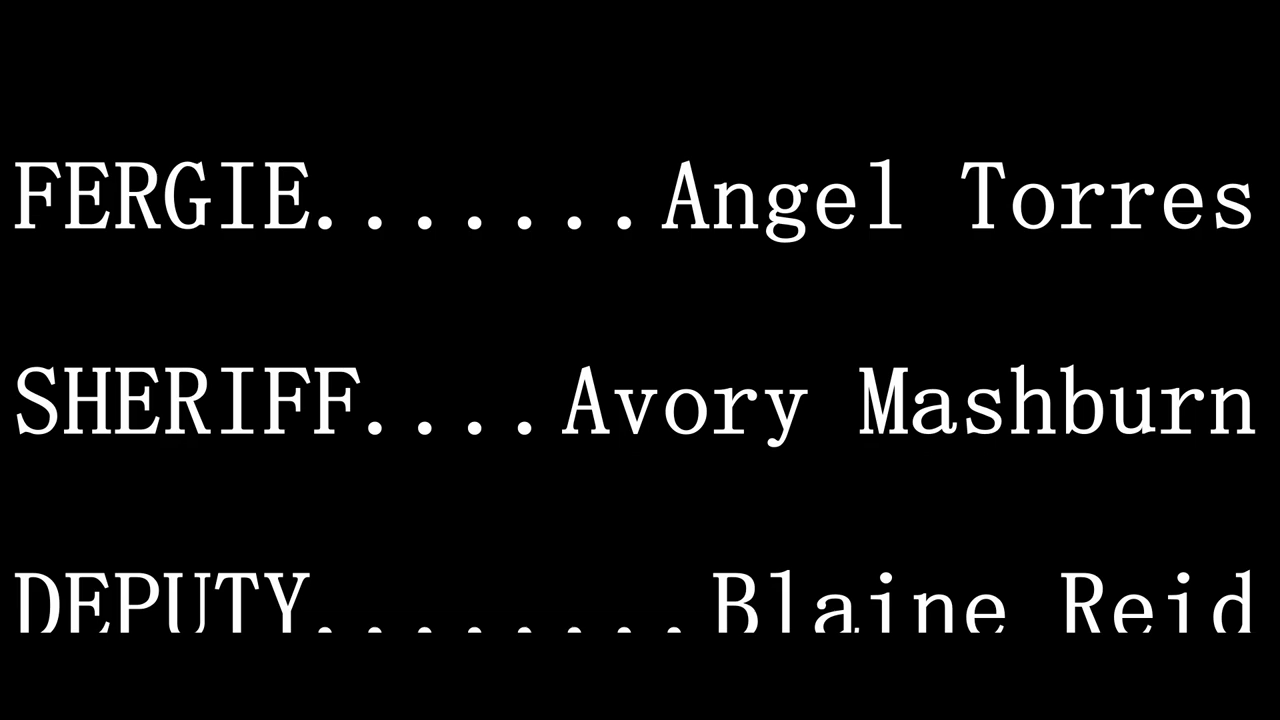 FERGIE.......Angel Torres
SHERIFF....Avory Mashburn
DEPUTY........Blaine Reid